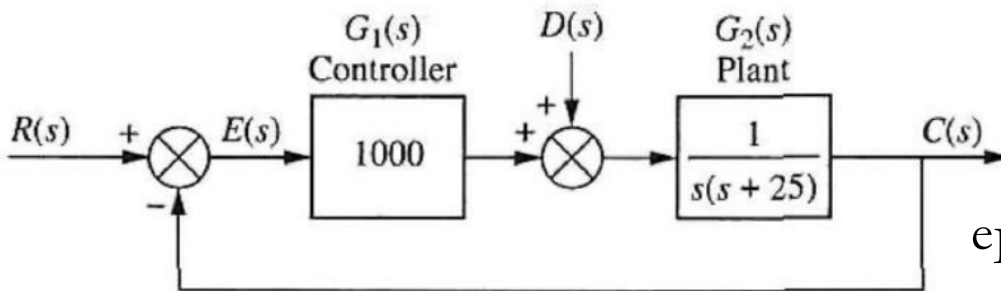 G₁(s) D(s) G₂(s)
Controller Plant
R(s) + E(s) 1000 + + 1 C(s)
s(s + 25)
−